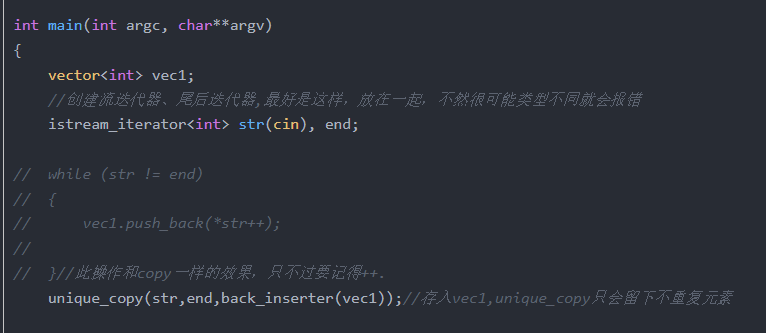 int main(int argc, char**argv)
{
vector<int> vec1;
//创建流迭代器、尾后迭代器,最好是这样，放在一起，不然很可能类型不同就会报错
istream_iterator<int> str(cin), end;
// while (str != end)
// {
// vec1.push_back(*str++);
//
// }//此操作和copy一样的效果，只不过要记得++.
unique_copy(str,end,back_inserter(vec1));//存入vec1,unique_copy只会留下不重复元素